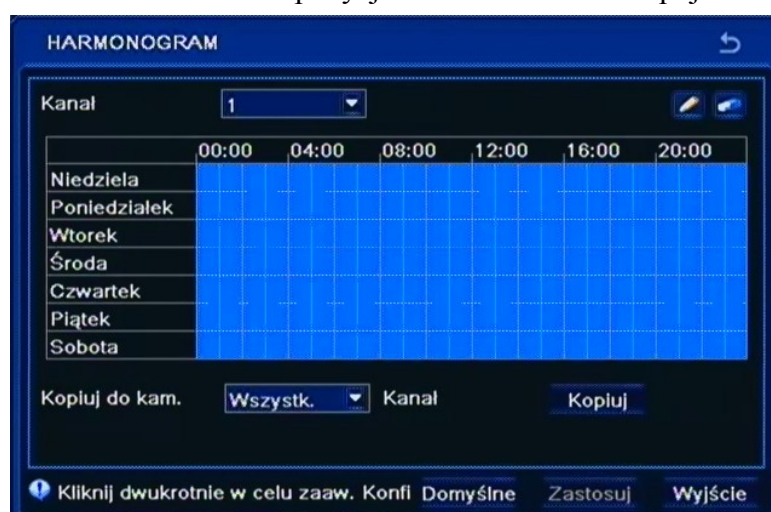 HARMONOGRAM
Kanał 1
00:00 04:00 08:00 12:00 16:00 20:00
Niedziela
Poniedziałek
Wtorek
Środa
Czwartek
Piątek
Sobota
Kopiuj do kam. Wszystk. Kanał Kopiuj
Kliknij dwukrotnie w celu zaaw. Konfi Domyślne Zastosuj Wyjście